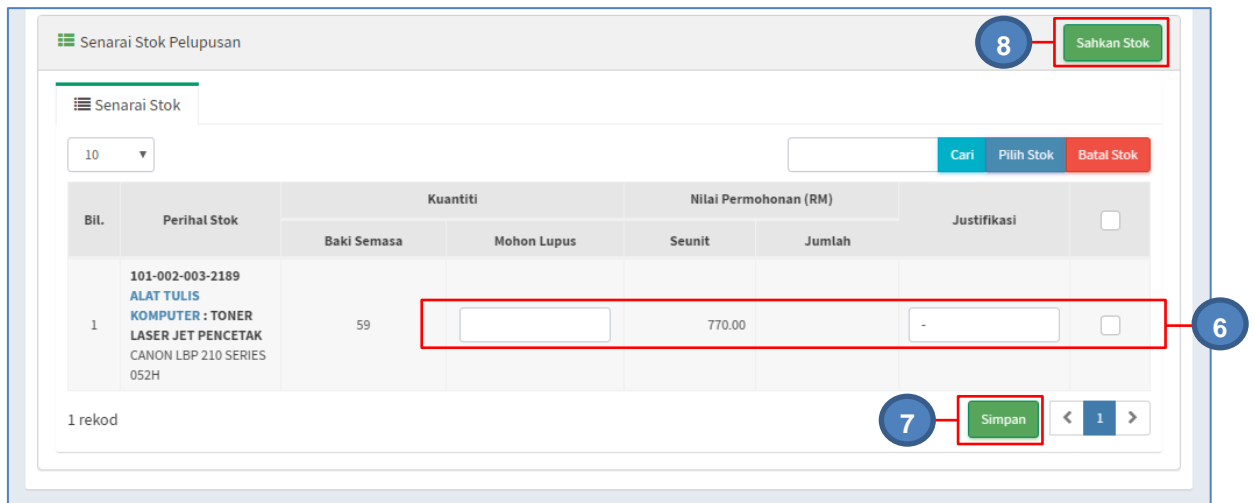 Senarai Stok Pelupusan
8
Sahkan Stok
Senarai Stok
10
Cari
Pilih Stok
Batal Stok
Bil.
Perihal Stok
Kuantiti
Nilai Permohonan (RM)
Justifikasi
Baki Semasa
Mohon Lupus
Seunit
Jumlah
1
101-002-003-2189
ALAT TULIS
KOMPUTER : TONER
LASER JET PENCETAK
CANON LBP 210 SERIES
052H
59
770.00
-
6
1 rekod
7
Simpan
< 1 >